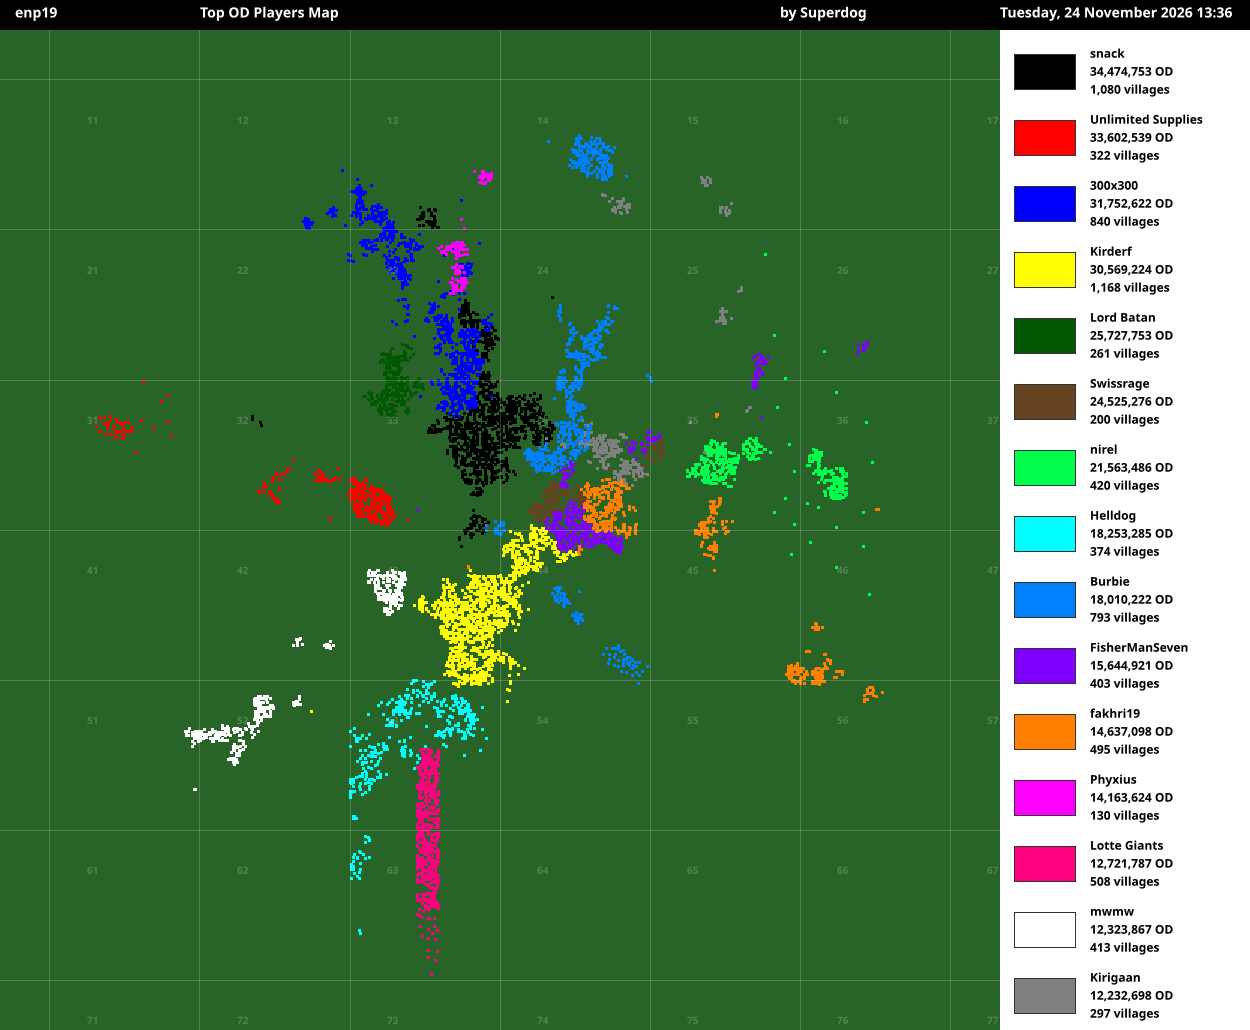 enp19 Top OD Players Map by Superdog Tuesday, 24 November 2026 13:36
snack
34,474,753 OD
1,080 villages
Unlimited Supplies
33,602,539 OD
322 villages
300x300
31,752,622 OD
840 villages
Kirderf
30,569,224 OD
1,168 villages
Lord Batan
25,727,753 OD
261 villages
Swissrage
24,525,276 OD
200 villages
nirel
21,563,486 OD
420 villages
Helldog
18,253,285 OD
374 villages
Burbie
18,010,222 OD
793 villages
FisherManSeven
15,644,921 OD
403 villages
fakhri19
14,637,098 OD
495 villages
Phyxius
14,163,624 OD
130 villages
Lotte Giants
12,721,787 OD
508 villages
mwmw
12,323,867 OD
413 villages
Kirigaan
12,232,698 OD
297 villages
11 12 13 14 15 16 17
21 22 24 25 26 27
31 32 33 36
41 42 45 46 47
51 54 55 56 57
61 62 63 64 65 66
71 72 73 74 75 76 77